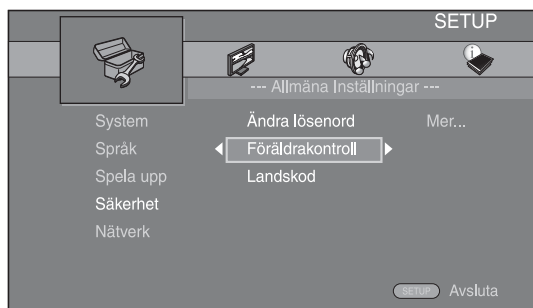 SETUP
--- Allmäna Inställningar ---
System Ändra lösenord Mer...
Språk Föräldrakontroll
Spela upp Landskod
Säkerhet
Nätverk
SETUP Avsluta